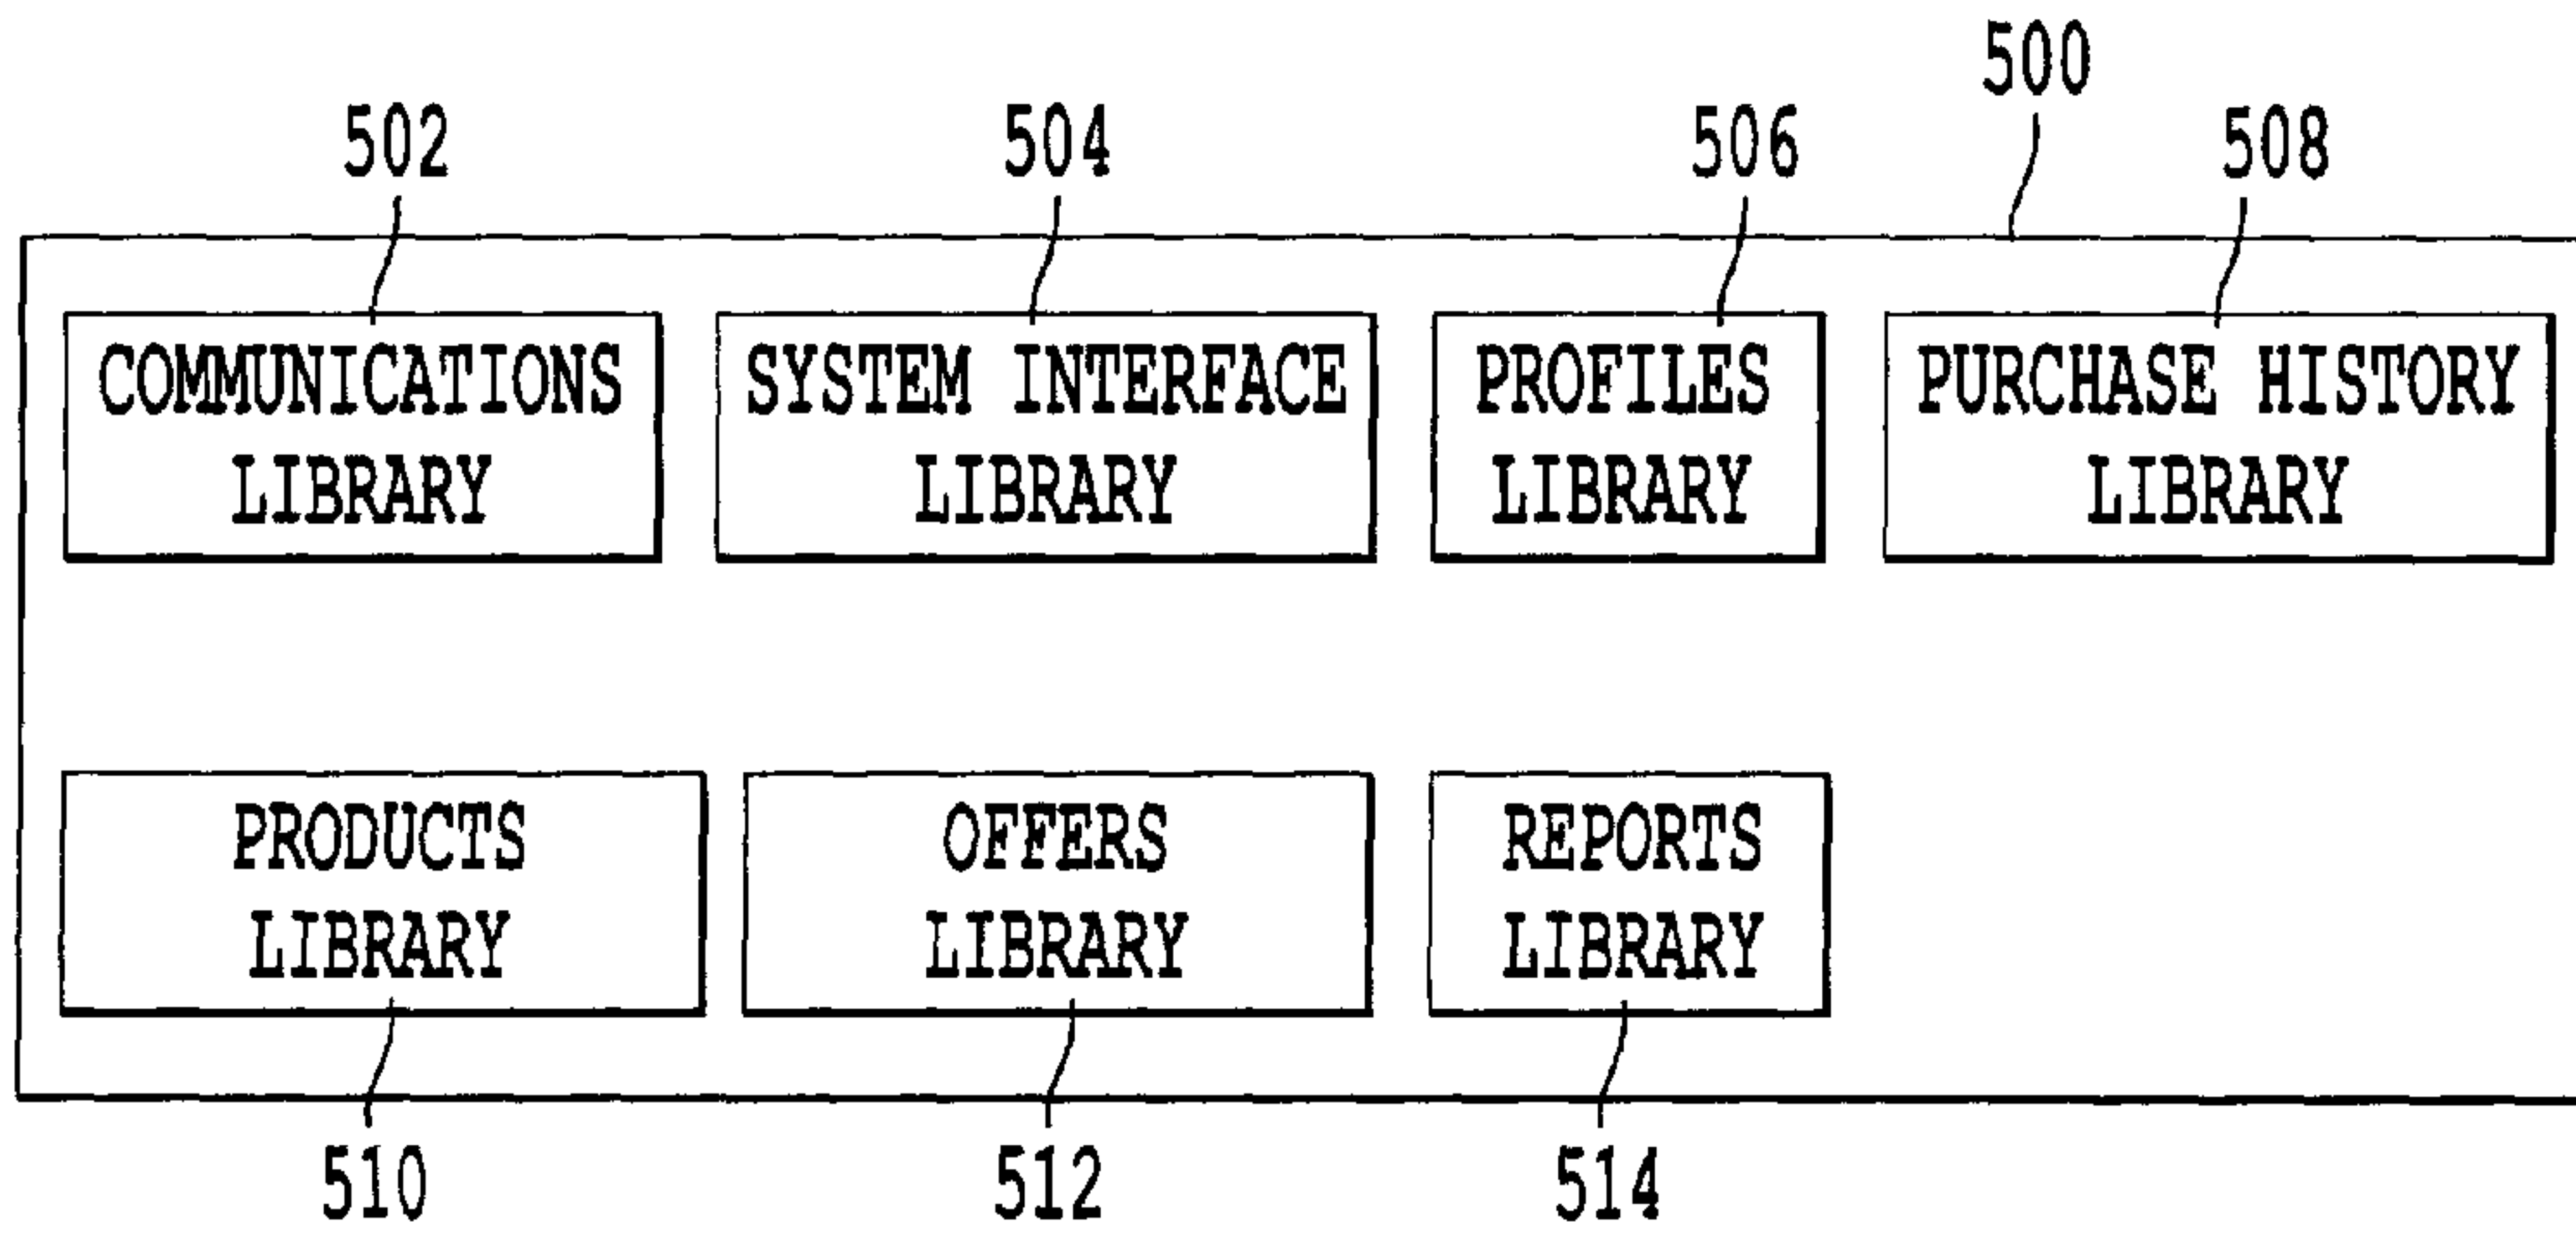 500
502 504 506 508
COMMUNICATIONS LIBRARY
SYSTEM INTERFACE LIBRARY
PROFILES LIBRARY
PURCHASE HISTORY LIBRARY
PRODUCTS LIBRARY
OFFERS LIBRARY
REPORTS LIBRARY
510 512 514